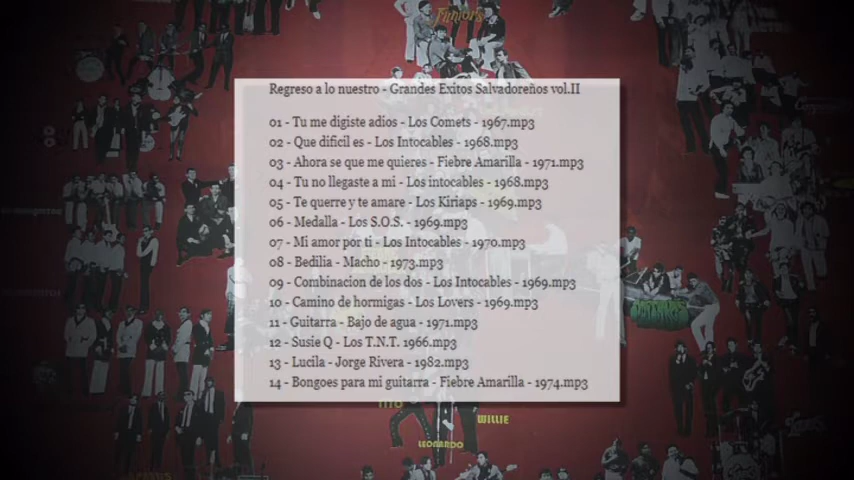 Juniors
Regreso a lo nuestro - Grandes Exitos Salvadoreños vol.II
01 - Tu me digiste adios - Los Comets - 1967.mp3
02 - Que dificil es - Los Intocables - 1968.mp3
03 - Ahora se que me quieres - Fiebre Amarilla - 1971.mp3
04 - Tu no llegaste a mi - Los intocables - 1968.mp3
05 - Te querre y te amare - Los Kiriaps - 1969.mp3
06 - Medalla - Los S.O.S. - 1969.mp3
07 - Mi amor por ti - Los Intocables - 1970.mp3
08 - Bedilia - Macho - 1973.mp3
09 - Combinacion de los dos - Los Intocables - 1969.mp3
10 - Camino de hormigas - Los Lovers - 1969.mp3
11 - Guitarra - Bajo de agua - 1971.mp3
12 - Susie Q - Los T.N.T. 1966.mp3
13 - Lucila - Jorge Rivera - 1982.mp3
14 - Bongoes para mi guitarra - Fiebre Amarilla - 1974.mp3
WILLIE
LEONARDO